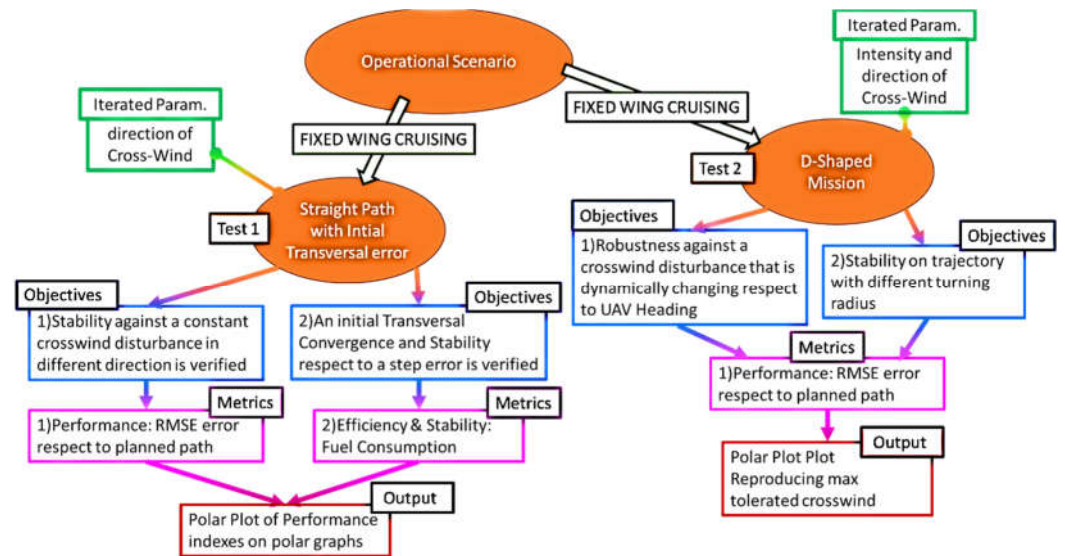 Operational Scenario
FIXED WING CRUISING
FIXED WING CRUISING
Iterated Param.
direction of
Cross-Wind
Test 1
Straight Path
with Intial
Transversal error
Objectives
1)Stability against a constant
crosswind disturbance in
different direction is verified
Objectives
2)An initial Transversal
Convergence and Stability
respect to a step error is verified
Metrics
1)Performance: RMSE error
respect to planned path
Metrics
2)Efficiency & Stability:
Fuel Consumption
Output
Polar Plot of Performance
indexes on polar graphs
Iterated Param.
Intensity and
direction of
Cross-Wind
Test 2
D-Shaped
Mission
Objectives
1)Robustness against a
crosswind disturbance that is
dynamically changing respect
to UAV Heading
Objectives
2)Stability on trajectory
with different turning
radius
Metrics
1)Performance: RMSE error
respect to planned path
Output
Polar Plot Plot
Reproducing max
tolerated crosswind